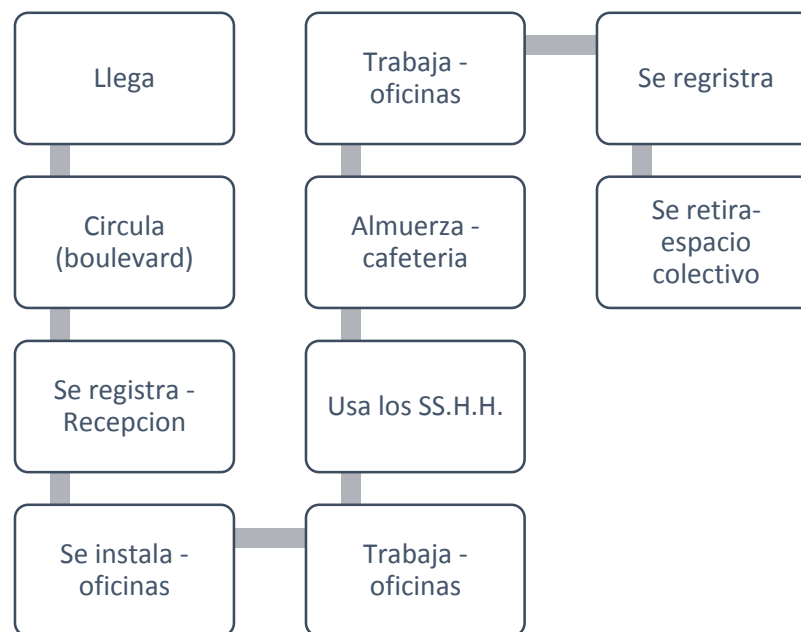 Llega
Circula
(boulevard)
Se registra -
Recepcion
Se instala -
oficinas
Trabaja -
oficinas
Usa los SS.H.H.
Almuerza -
cafeteria
Trabaja -
oficinas
Se regristra
Se retira-
espacio
colectivo